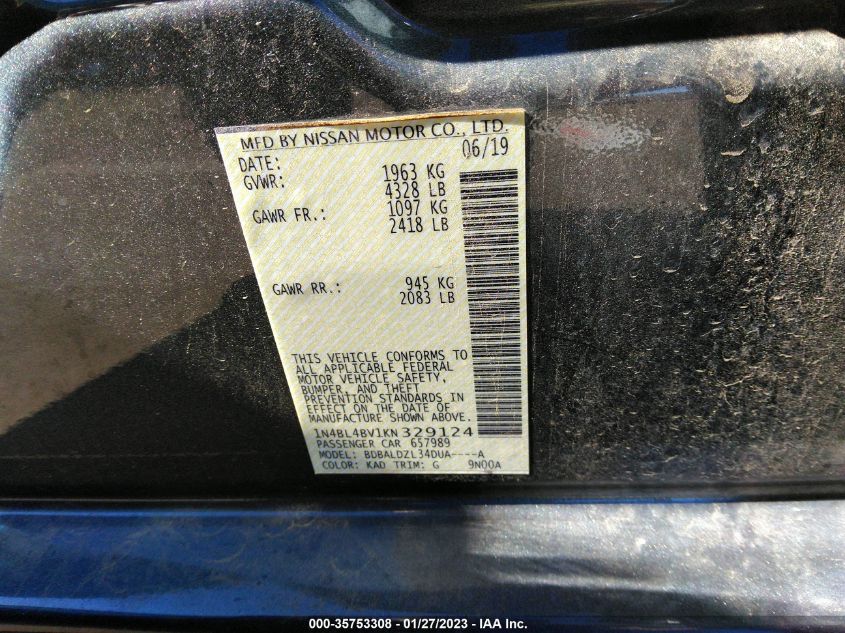 MFD BY NISSAN MOTOR CO., LTD.
DATE: 06/19
GVWR: 1963 KG
4328 LB
GAWR FR.: 1097 KG
2418 LB
GAWR RR.: 945 KG
2083 LB
THIS VEHICLE CONFORMS TO
ALL APPLICABLE FEDERAL
MOTOR VEHICLE SAFETY,
BUMPER, AND THEFT
PREVENTION STANDARDS IN
EFFECT ON THE DATE OF
MANUFACTURE SHOWN ABOVE.
1N4BL4BV1KN329124
PASSENGER CAR 657989
MODEL: BDBALDZL34DUA----A
COLOR: KAD TRIM: G 9N00A
000-35753308 - 01/27/2023 - IAA Inc.